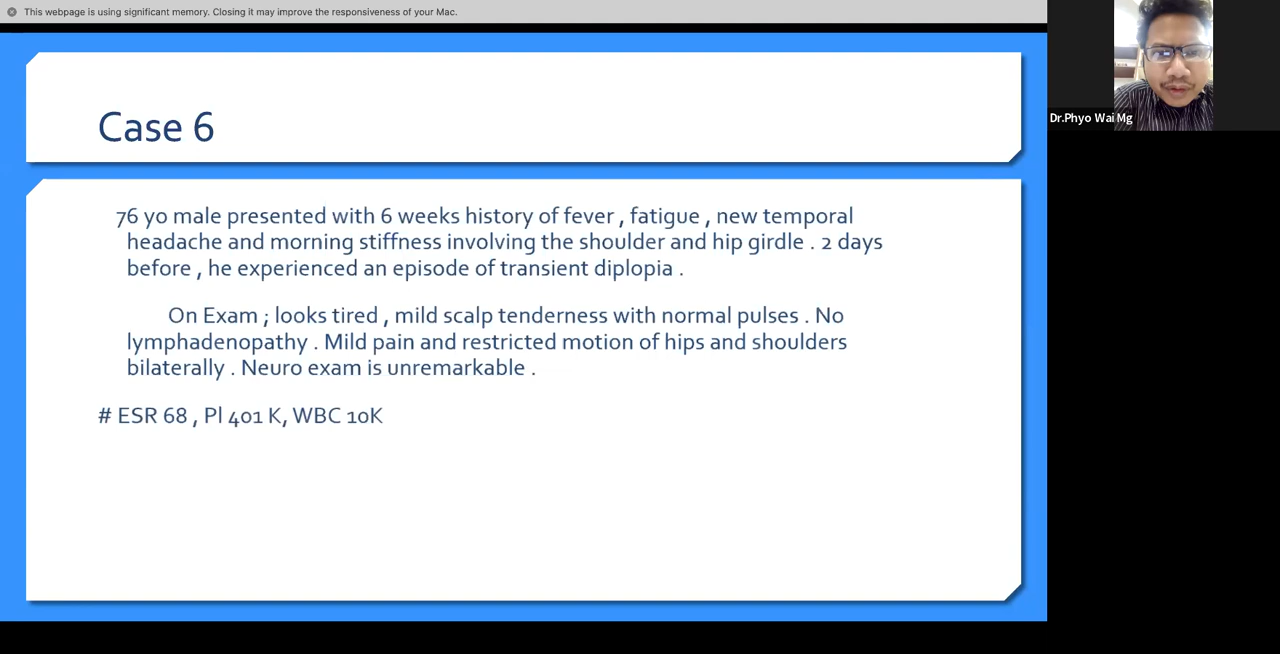 This webpage is using significant memory. Closing it may improve the responsiveness of your Mac.
Case 6
76 yo male presented with 6 weeks history of fever , fatigue , new temporal
headache and morning stiffness involving the shoulder and hip girdle . 2 days
before , he experienced an episode of transient diplopia .
On Exam ; looks tired , mild scalp tenderness with normal pulses . No
lymphadenopathy . Mild pain and restricted motion of hips and shoulders
bilaterally . Neuro exam is unremarkable .
# ESR 68 , Pl 401 K, WBC 10K
Dr.Phyo Wai Mg